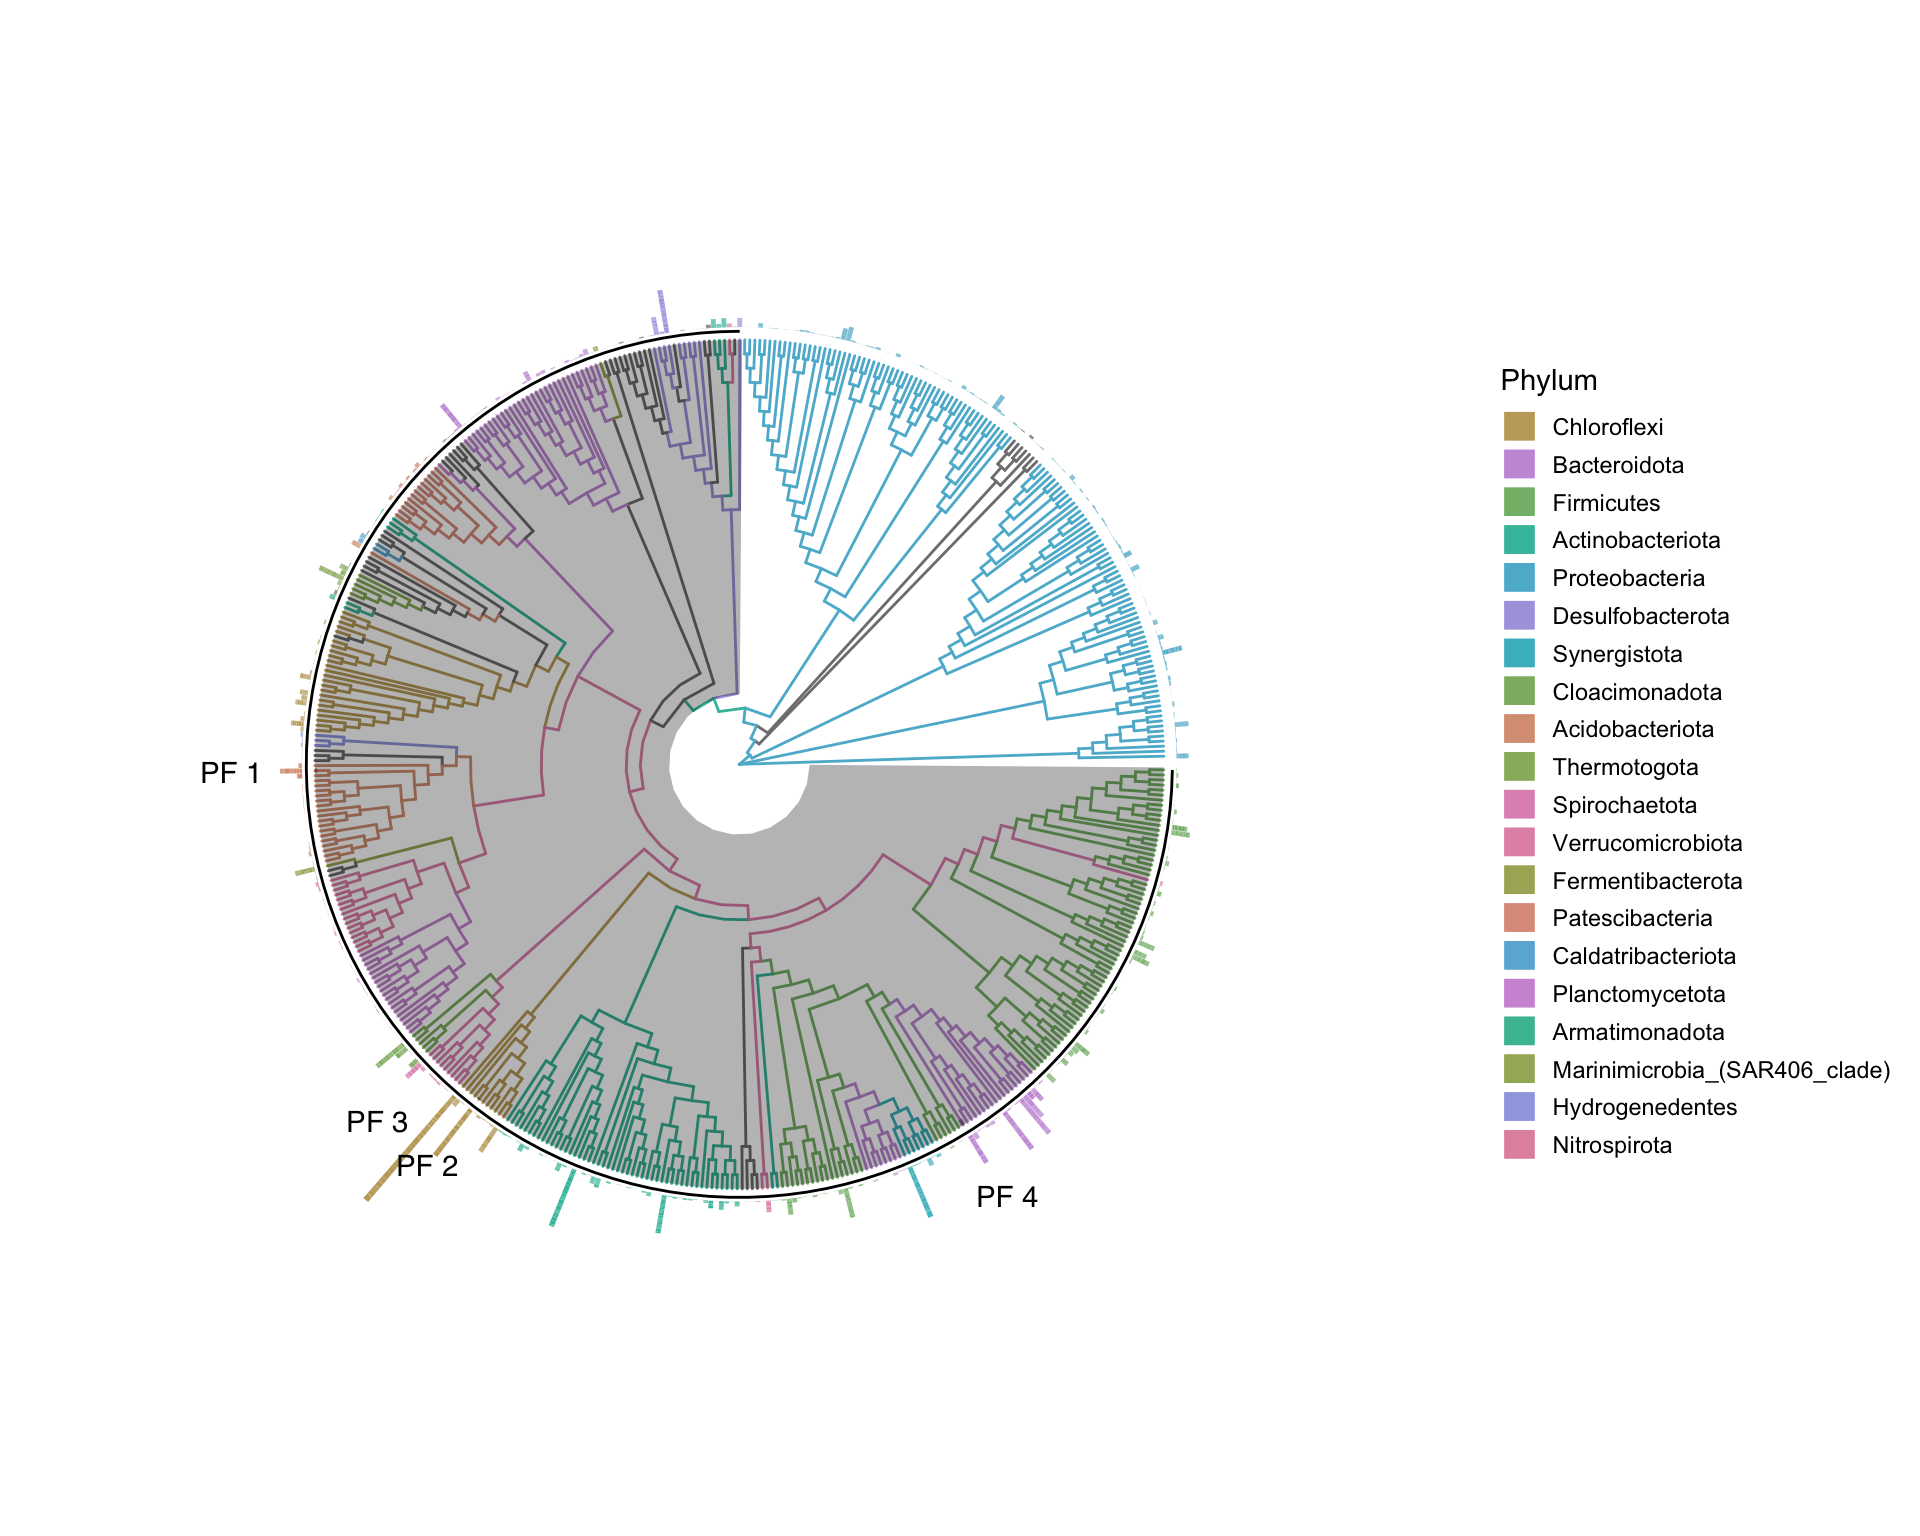 PF 1
PF 3
PF 2
PF 4
Phylum
Chloroflexi
Bacteroidota
Firmicutes
Actinobacteriota
Proteobacteria
Desulfobacterota
Synergistota
Cloacimonadota
Acidobacteriota
Thermotogota
Spirochaetota
Verrucomicrobiota
Fermentibacterota
Patescibacteria
Caldatribacteriota
Planctomycetota
Armatimonadota
Marinimicrobia_(SAR406_clade)
Hydrogenedentes
Nitrospirota